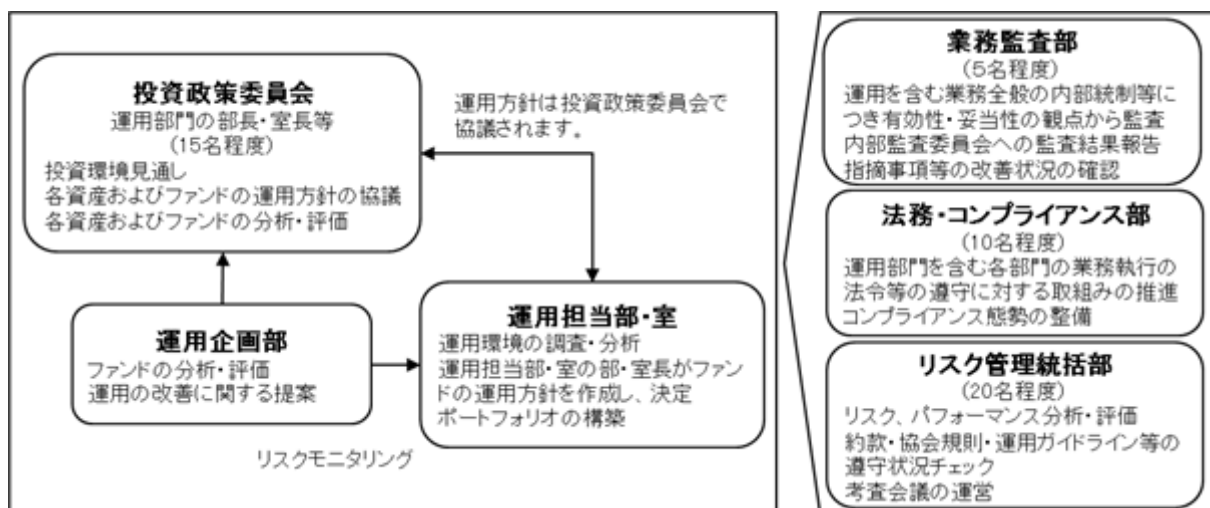 投資政策委員会
運用部門の部長・室長等
(15名程度)
投資環境見通し
各資産およびファンドの運用方針の協議
各資産およびファンドの分析・評価
運用方針は投資政策委員会で
協議されます。
運用企画部
ファンドの分析・評価
運用の改善に関する提案
運用担当部・室
運用環境の調査・分析
運用担当部・室の部・室長がファン
ドの運用方針を作成し、決定
ポートフォリオの構築
リスクモニタリング
業務監査部
(5名程度)
運用を含む業務全般の内部統制等に
つき有効性・妥当性の観点から監査
内部監査委員会への監査結果報告
指摘事項等の改善状況の確認
法務・コンプライアンス部
(10名程度)
運用部門を含む各部門の業務執行の
法令等の遵守に対する取組みの推進
コンプライアンス態勢の整備
リスク管理統括部
(20名程度)
リスク、パフォーマンス分析・評価
約款・協会規則・運用ガイドライン等の
遵守状況チェック
考査会議の運営